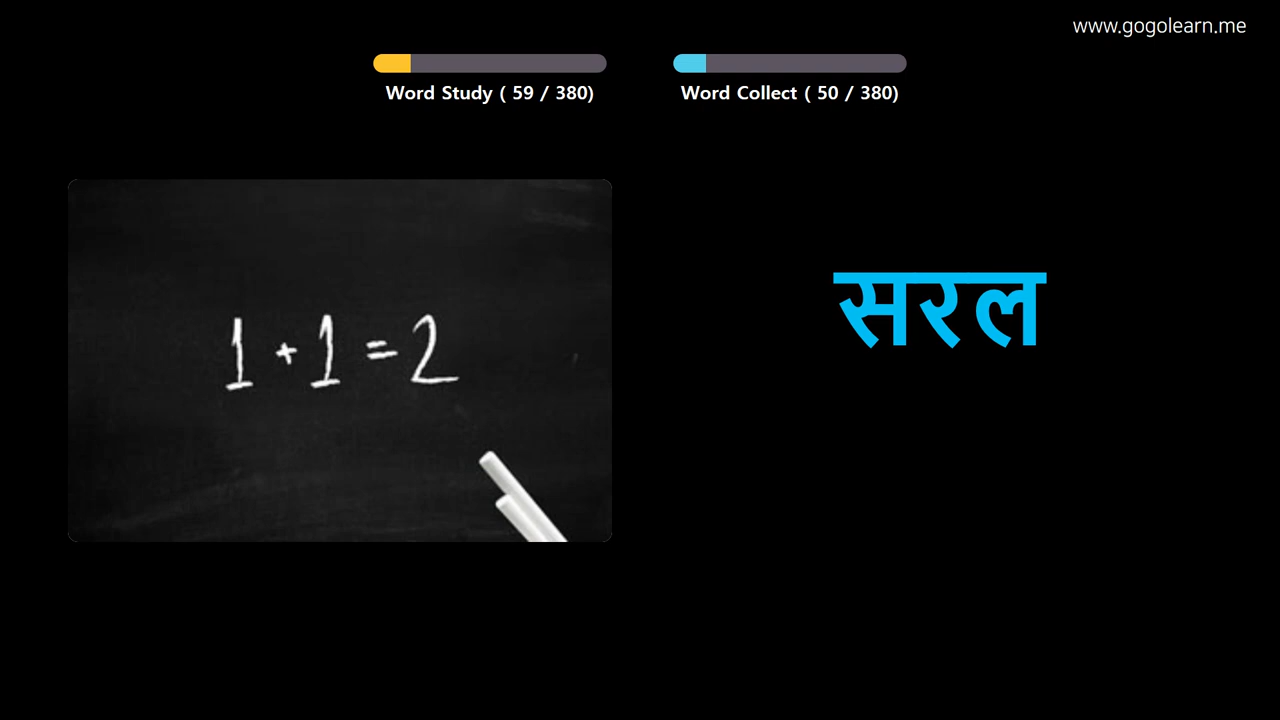 www.gogolearn.me
Word Study ( 59 / 380)
Word Collect ( 50 / 380)
1 + 1 = 2
सरल